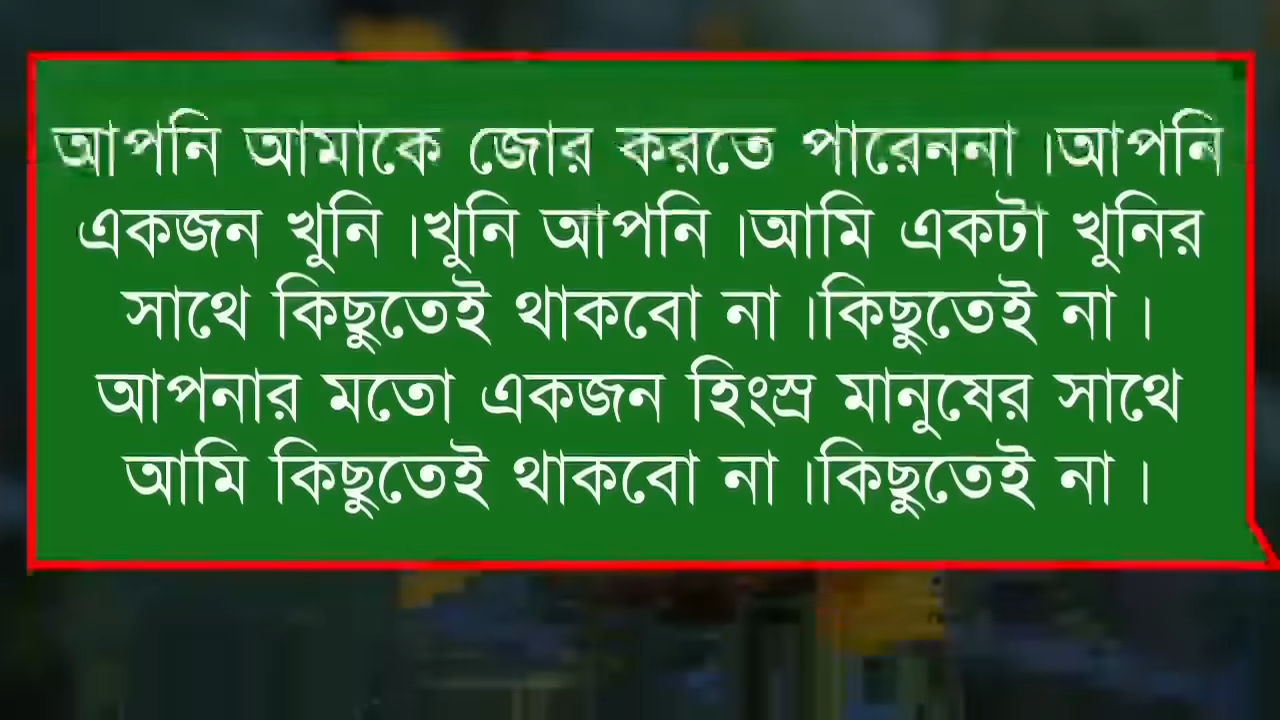 আপনি আমাকে জোর করতে পারেননা ।আপনি
একজন খুনি ।খুনি আপনি ।আমি একটা খুনির
সাথে কিছুতেই থাকবো না ।কিছুতেই না ।
আপনার মতো একজন হিংস্র মানুষের সাথে
আমি কিছুতেই থাকবো না ।কিছুতেই না ।